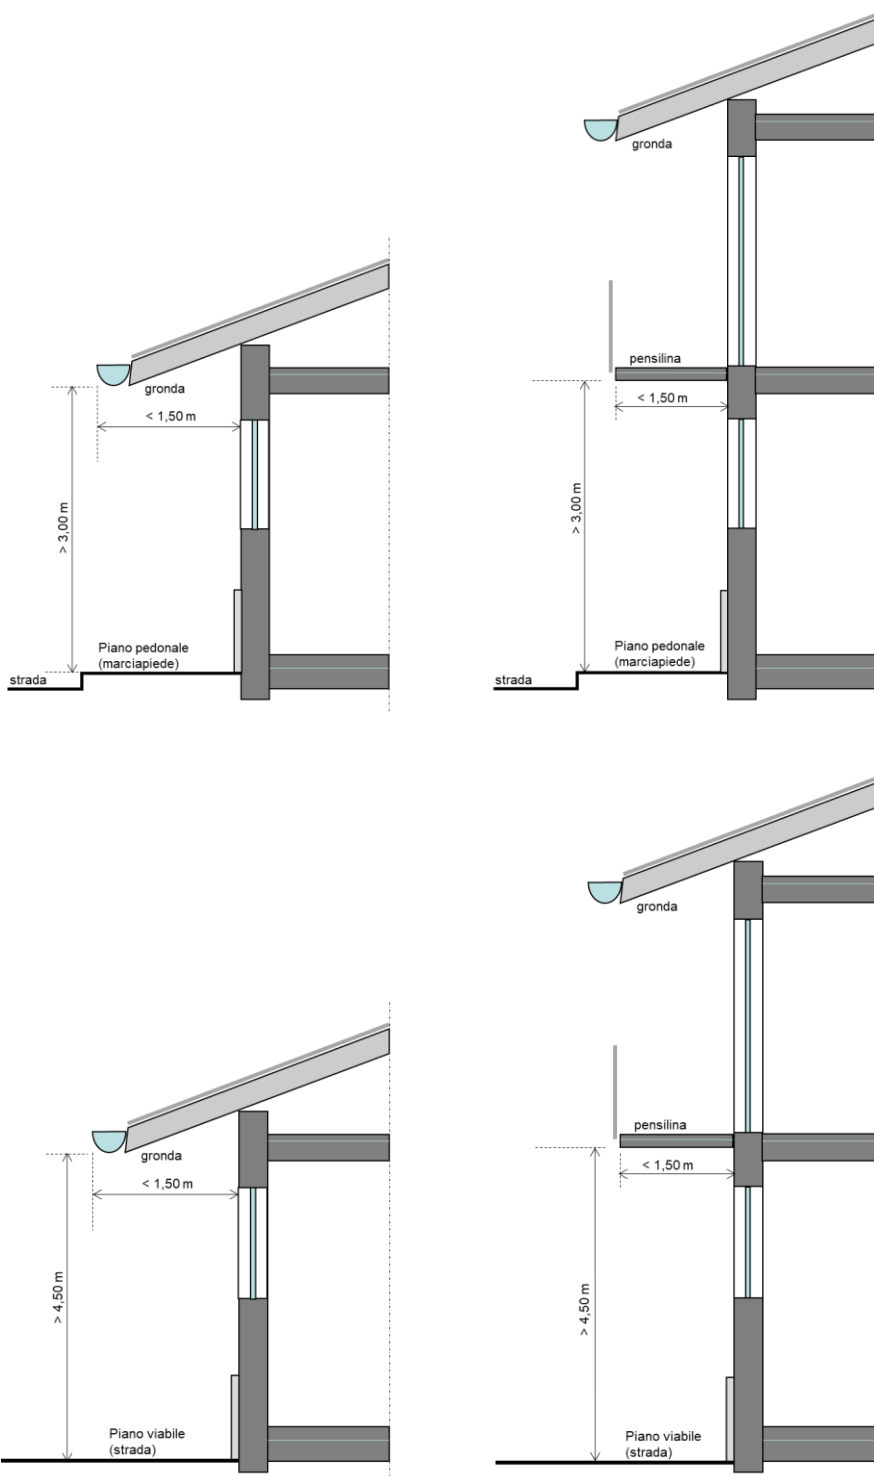 gronda
< 1,50 m
> 3,00 m
Piano pedonale
(marciapiede)
strada
gronda
pensilina
< 1,50 m
> 3,00 m
Piano pedonale
(marciapiede)
strada
gronda
< 1,50 m
> 4,50 m
Piano viabile
(strada)
gronda
pensilina
< 1,50 m
> 4,50 m
Piano viabile
(strada)